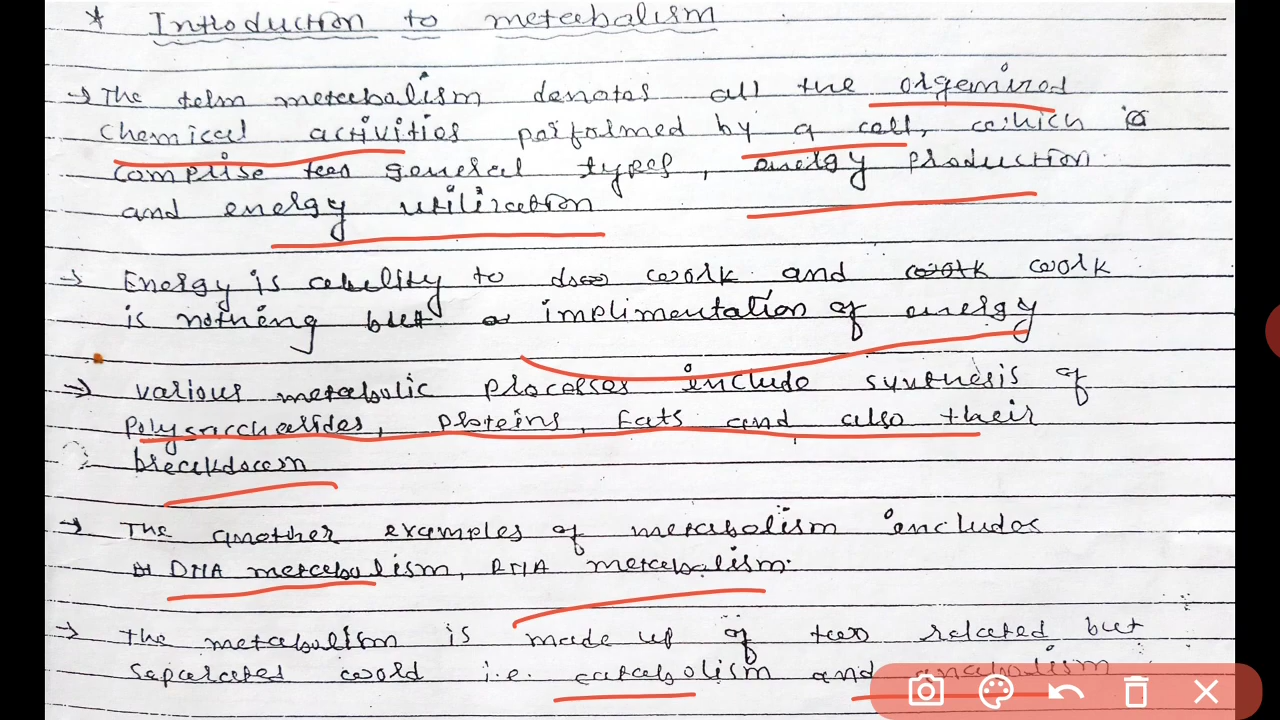 * Introduction to metabolism
→ The term metabolism denotes all the organized
chemical activities performed by a cell, which
comprise two general types, energy production
and energy utilization
→ Energy is ability to do work and work
is nothing but implimentation of energy
→ various metabolic processes include synthesis of
polysaccharides, proteins, Fats and also their
breakdown
→ The another examples of metabolism includes
DNA metabolism, RNA metabolism.
→ The metabolism is made up of two related but
separated world i.e. catabolism and anabolism